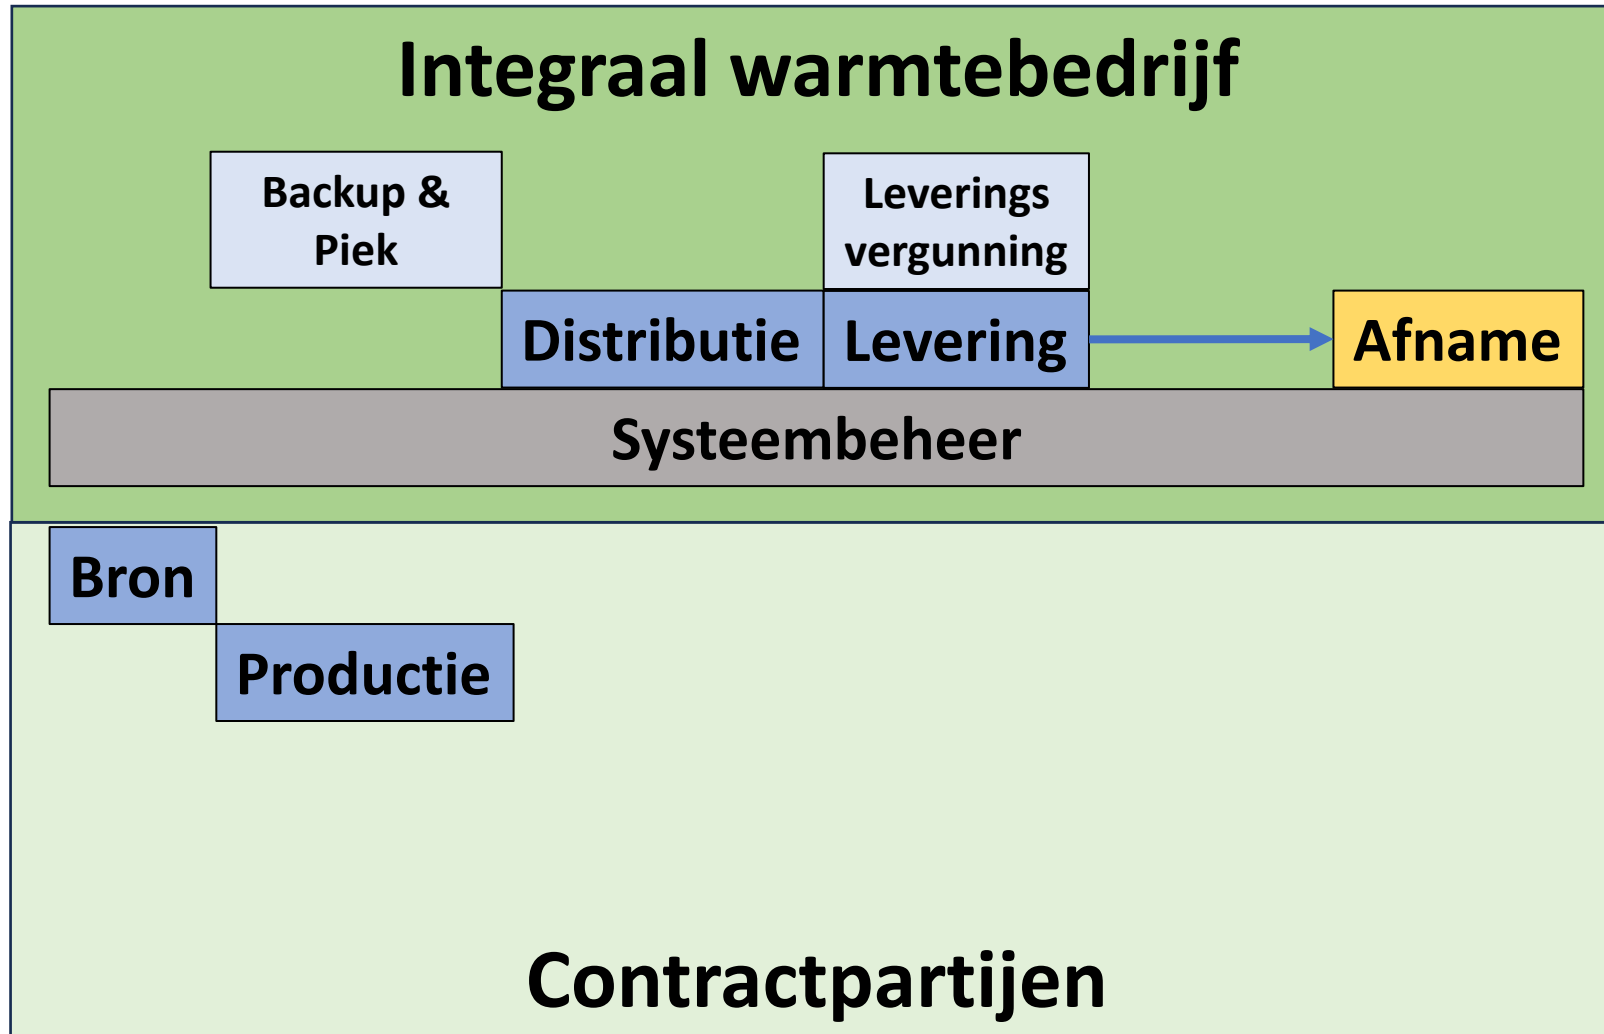 Integraal warmtebedrijf
Backup &
Piek
Leverings
vergunning
Distributie
Levering
Afname
Systeembeheer
Bron
Productie
Contractpartijen